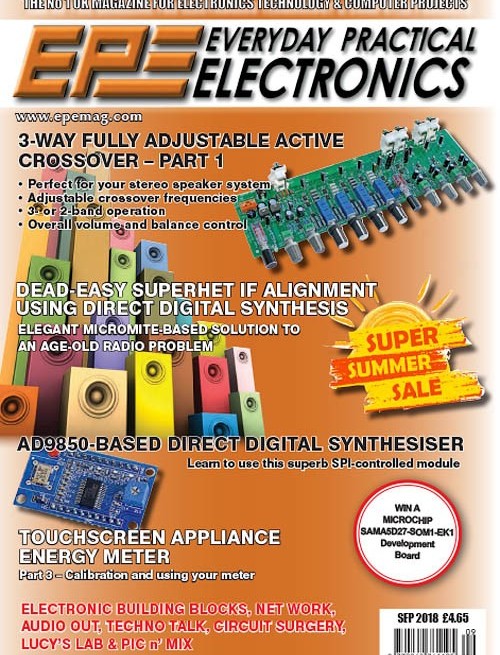 THE No 1 UK MAGAZINE FOR ELECTRONICS TECHNOLOGY & COMPUTER PROJECTS
EPE EVERYDAY PRACTICAL
ELECTRONICS
www.epemag.com
3-WAY FULLY ADJUSTABLE ACTIVE
CROSSOVER – PART 1
• Perfect for your stereo speaker system
• Adjustable crossover frequencies
• 3- or 2-band operation
• Overall volume and balance control
DEAD-EASY SUPERHET IF ALIGNMENT
USING DIRECT DIGITAL SYNTHESIS
ELEGANT MICROMITE-BASED SOLUTION TO
AN AGE-OLD RADIO PROBLEM
SUPER
SUMMER
SALE
AD9850-BASED DIRECT DIGITAL SYNTHESISER
Learn to use this superb SPI-controlled module
WIN A
MICROCHIP
SAMA5D27-SOM1-EK1
Development
Board
TOUCHSCREEN APPLIANCE
ENERGY METER
Part 3 – Calibration and using your meter
ELECTRONIC BUILDING BLOCKS, NET WORK,
AUDIO OUT, TECHNO TALK, CIRCUIT SURGERY,
LUCY'S LAB & PIC n' MIX
SEP 2018 £4.65
09